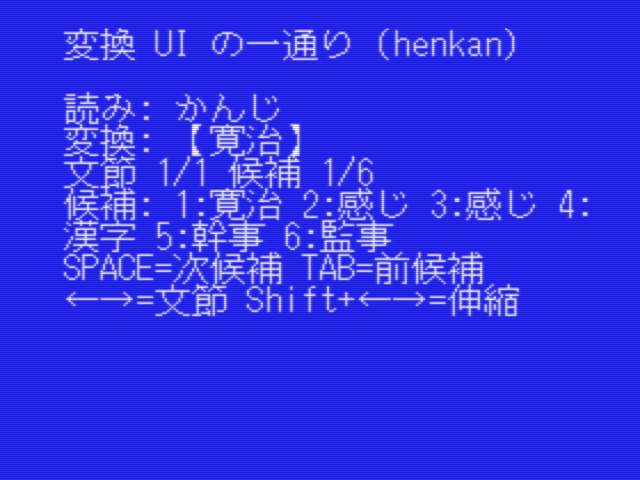 変換 UI の一通り (henkan)
読み: かんじ
変換: 【寛治】
文節 1/1 候補 1/6
候補: 1:寛治 2:感じ 3:感じ 4:
漢字 5:幹事 6:監事
SPACE=次候補 TAB=前候補
←→=文節 Shift+←→=伸縮